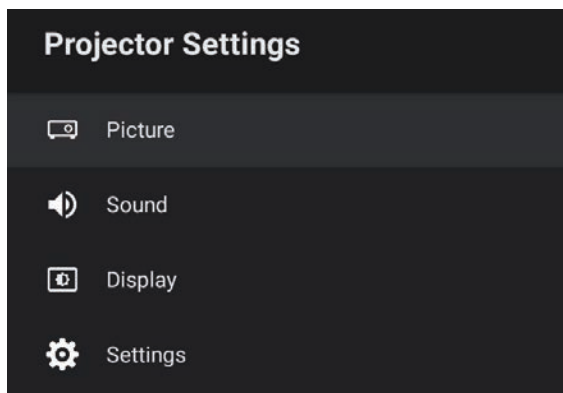 Projector Settings
Picture
Sound
Display
Settings